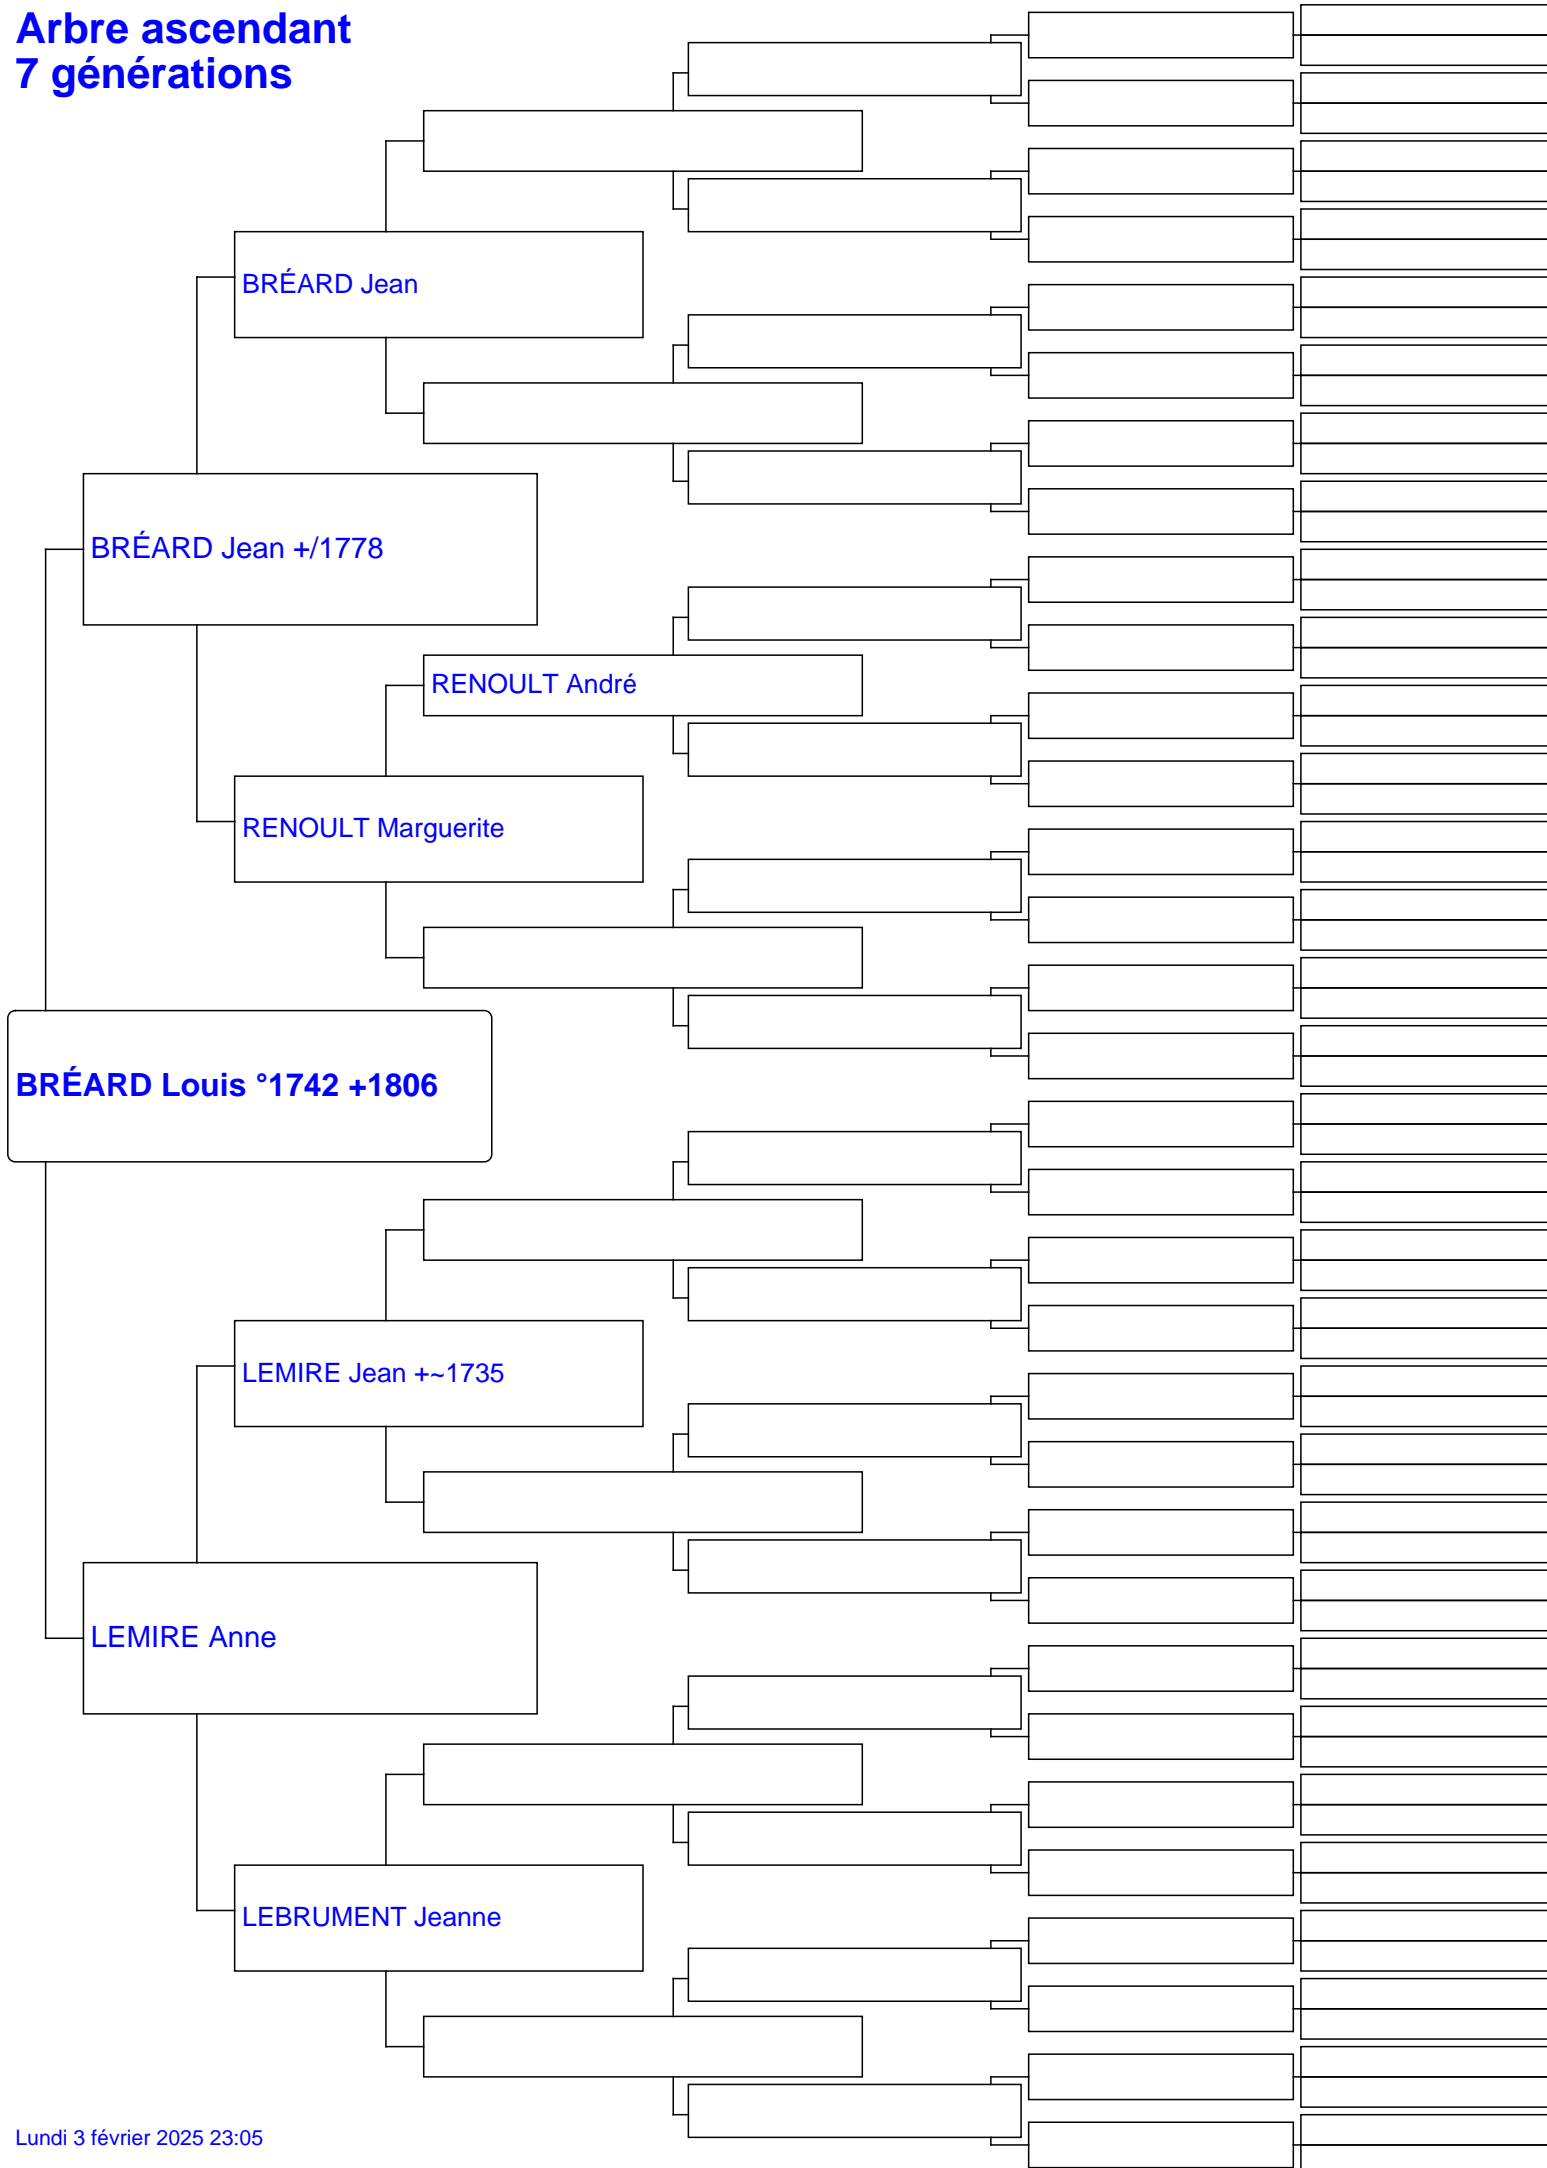 Arbre ascendant
7 générations
BRÉARD Jean
BRÉARD Jean +/1778
RENOULT André
RENOULT Marguerite
BRÉARD Louis °1742 +1806
LEMIRE Jean +~1735
LEMIRE Anne
LEBRUMENT Jeanne
Lundi 3 février 2025 23:05